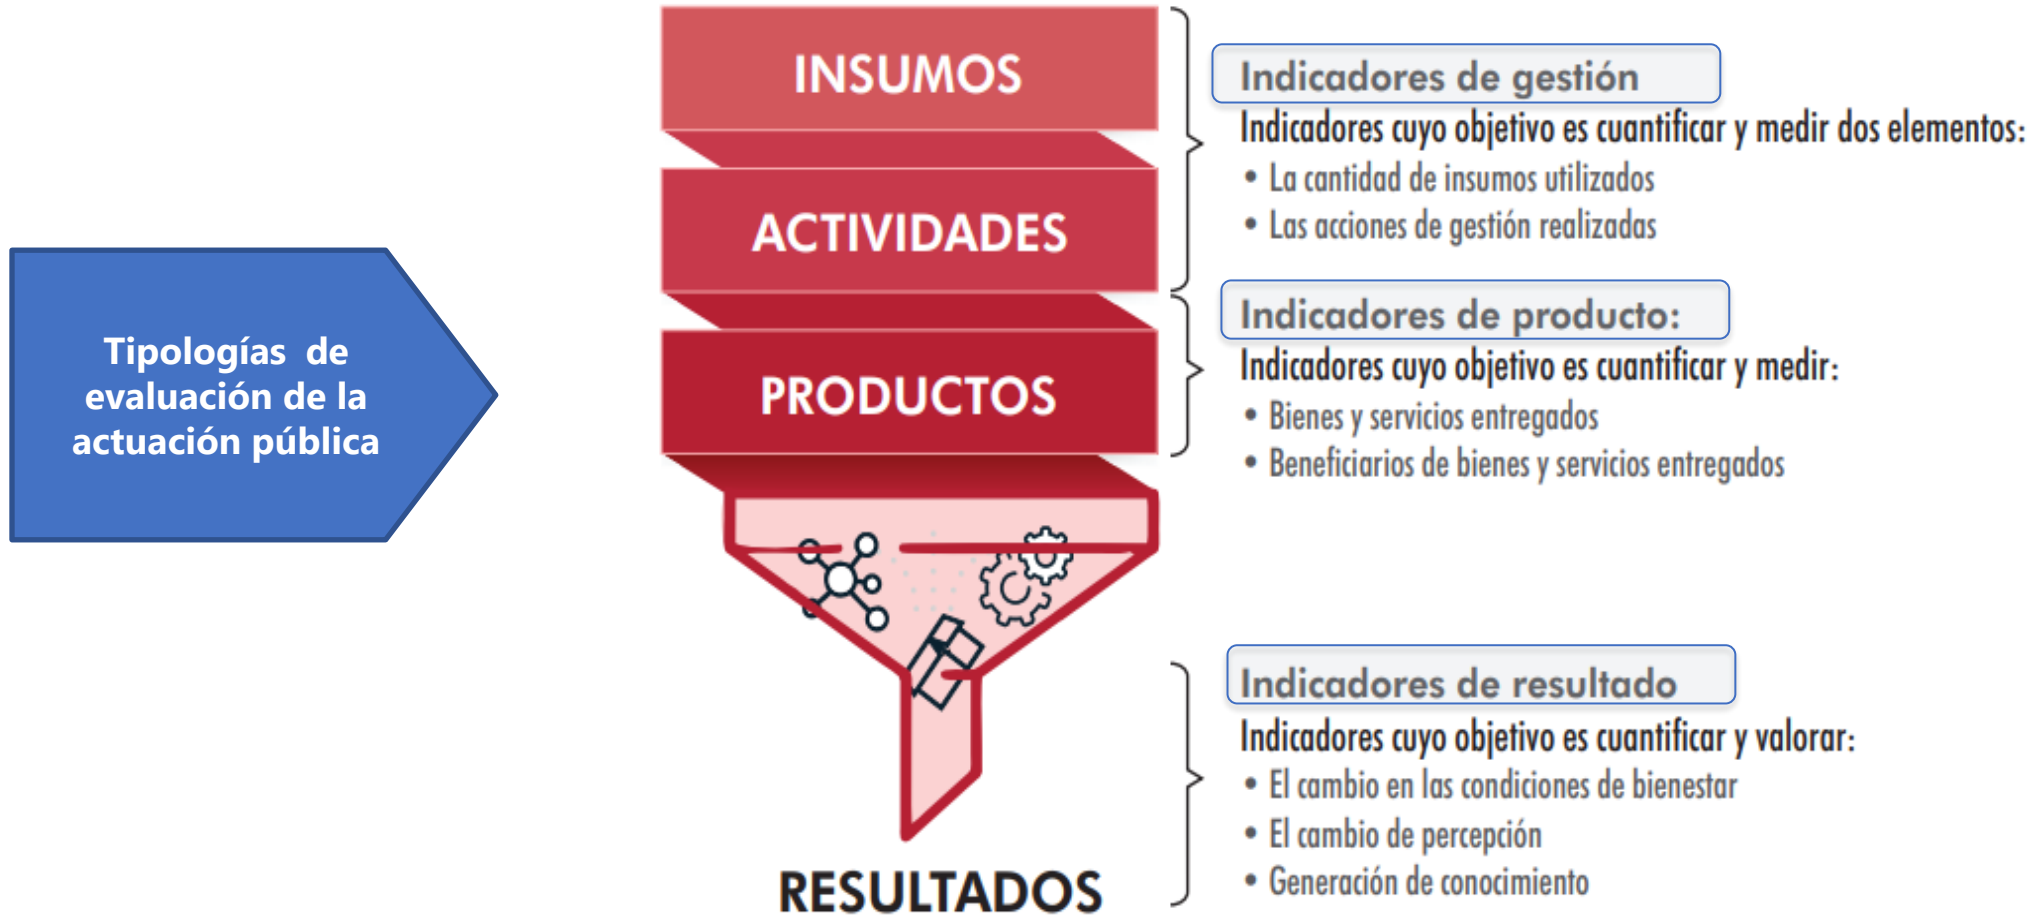 Tipologías de
evaluación de la
actuación pública
INSUMOS
ACTIVIDADES
PRODUCTOS
RESULTADOS
Indicadores de gestión
Indicadores cuyo objetivo es cuantificar y medir dos elementos:
• La cantidad de insumos utilizados
• Las acciones de gestión realizadas
Indicadores de producto:
Indicadores cuyo objetivo es cuantificar y medir:
• Bienes y servicios entregados
• Beneficiarios de bienes y servicios entregados
Indicadores de resultado
Indicadores cuyo objetivo es cuantificar y valorar:
• El cambio en las condiciones de bienestar
• El cambio de percepción
• Generación de conocimiento